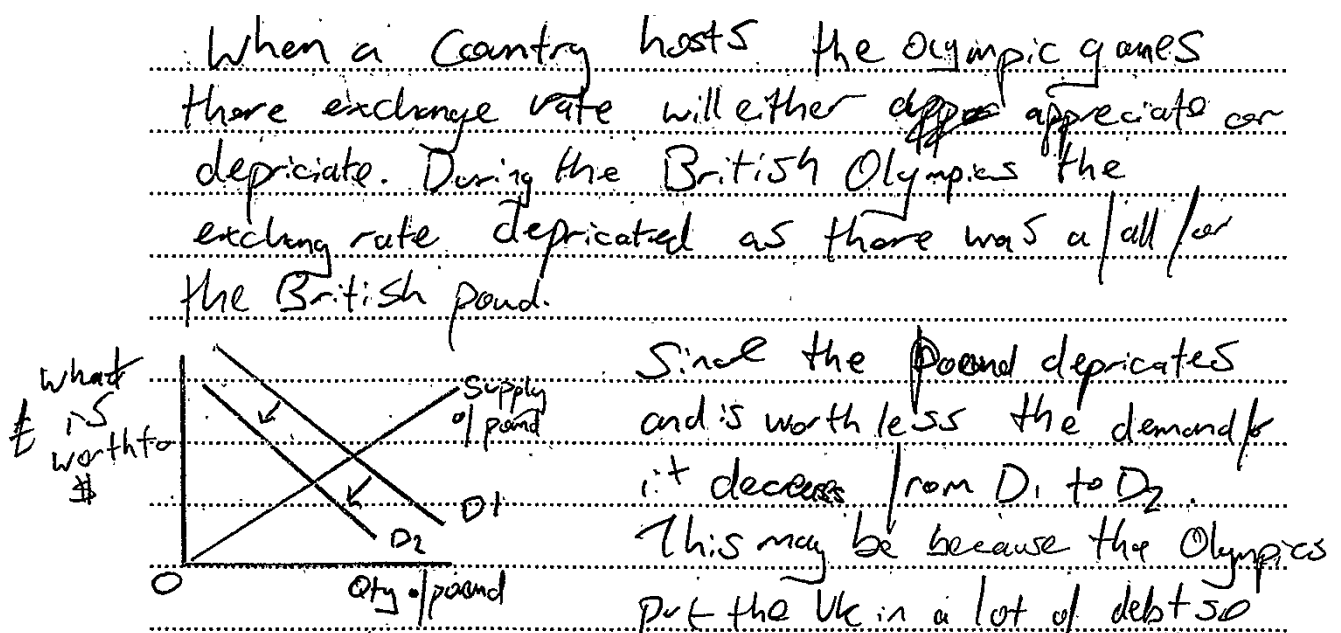 When a Country hosts the Olympic games
there exchange rate will either appreciate or
depriciate. During the British Olympics the
exchang rate depricated as there was a fall for
the British pound.
what
£ is
worth to
$
Supply
of pound
D1
D2
O
Qty of pound
Since the pound depricates
and is worth less the demand for
it decreases from D1 to D2.
This may be because the Olympics
put the UK in a lot of debt so